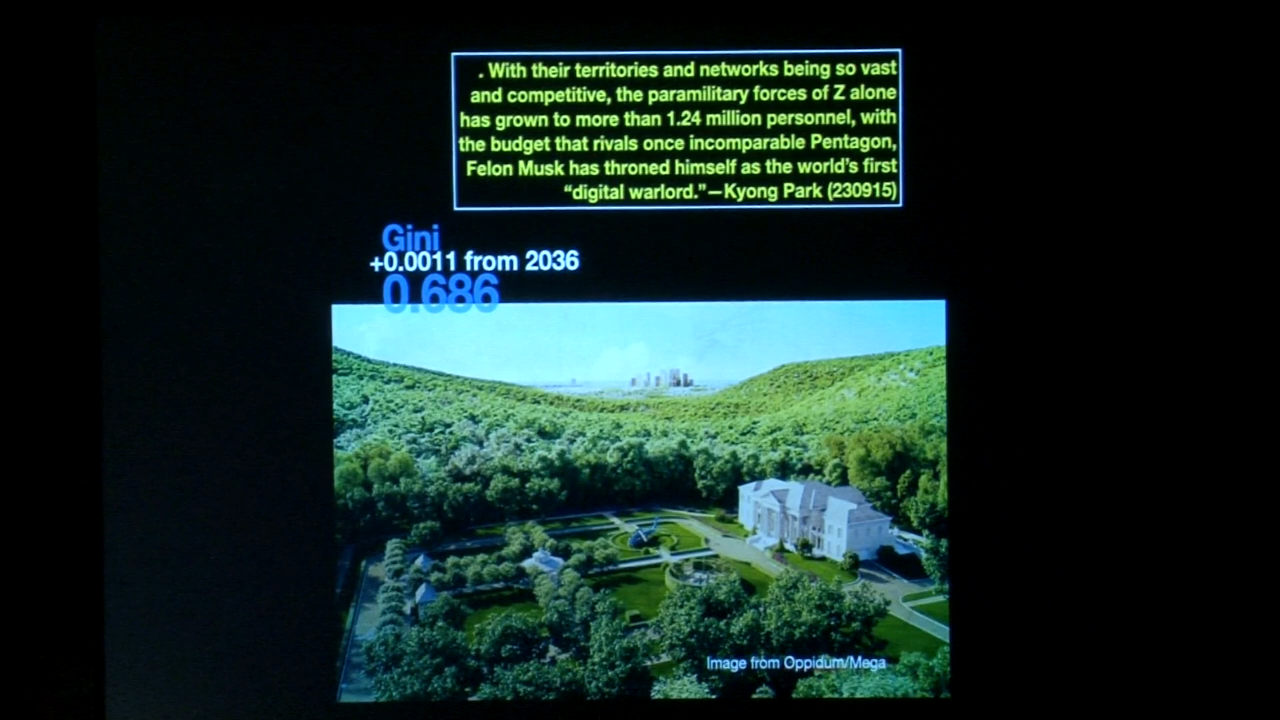 . With their territories and networks being so vast
and competitive, the paramilitary forces of Z alone
has grown to more than 1.24 million personnel, with
the budget that rivals once incomparable Pentagon,
Felon Musk has throned himself as the world's first
“digital warlord.”—Kyong Park (230915)
Gini
+0.0011 from 2036
0.686
Image from Oppidum/Mega